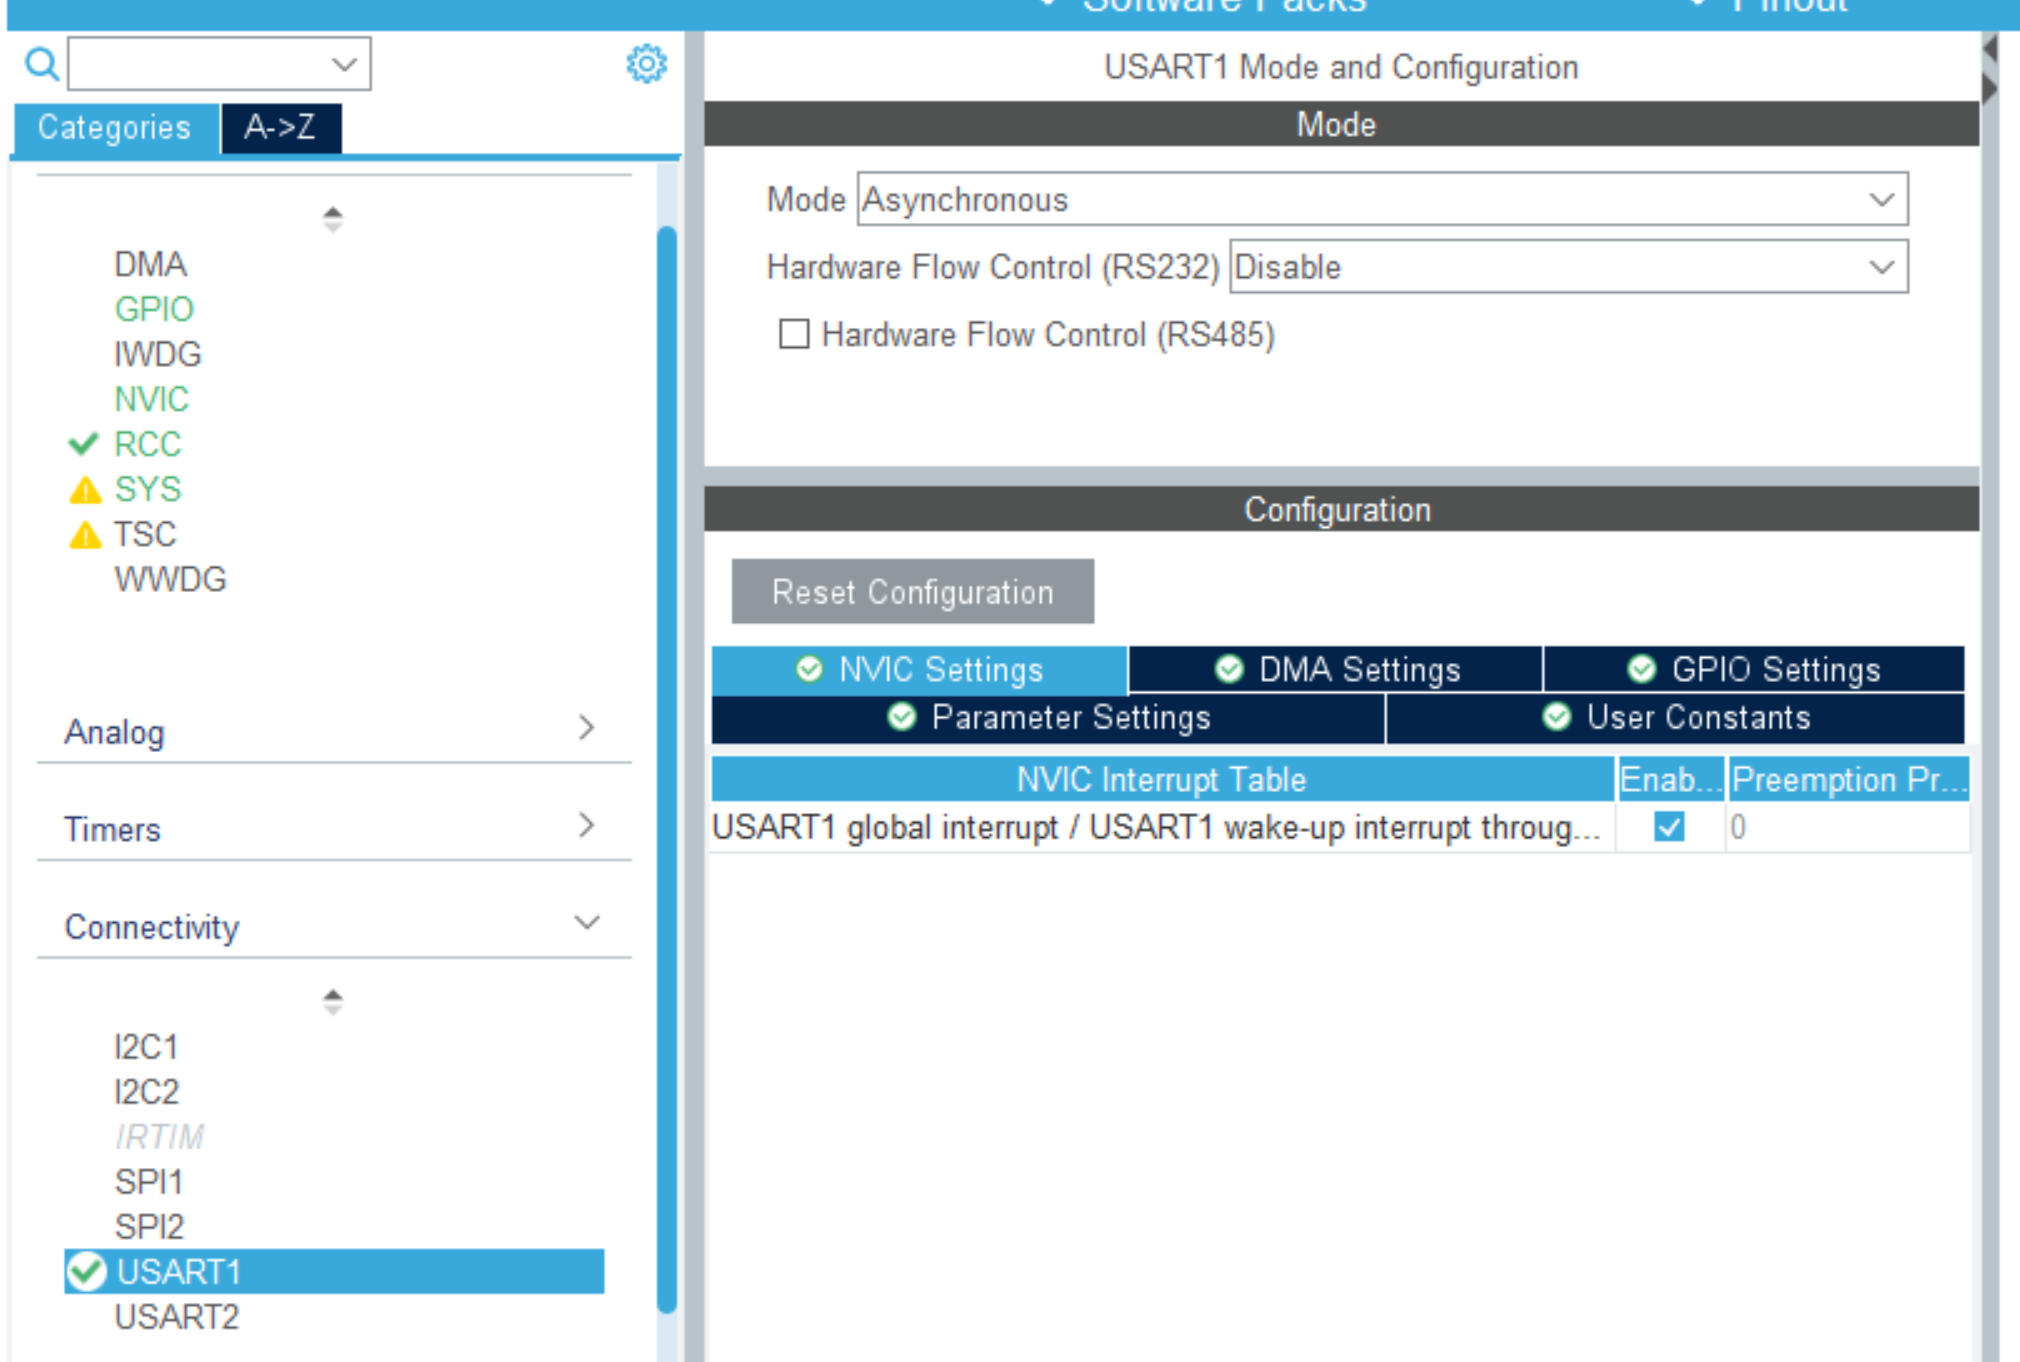 Software Packs
Pinout
Categories
A->Z
DMA
GPIO
IWDG
NVIC
RCC
SYS
TSC
WWDG
Analog
Timers
Connectivity
I2C1
I2C2
IRTIM
SPI1
SPI2
USART1
USART2
USART1 Mode and Configuration
Mode
Mode Asynchronous
Hardware Flow Control (RS232) Disable
Hardware Flow Control (RS485)
Configuration
Reset Configuration
NVIC Settings
DMA Settings
GPIO Settings
Parameter Settings
User Constants
NVIC Interrupt Table Enab... Preemption Pr...
USART1 global interrupt / USART1 wake-up interrupt throug... 0